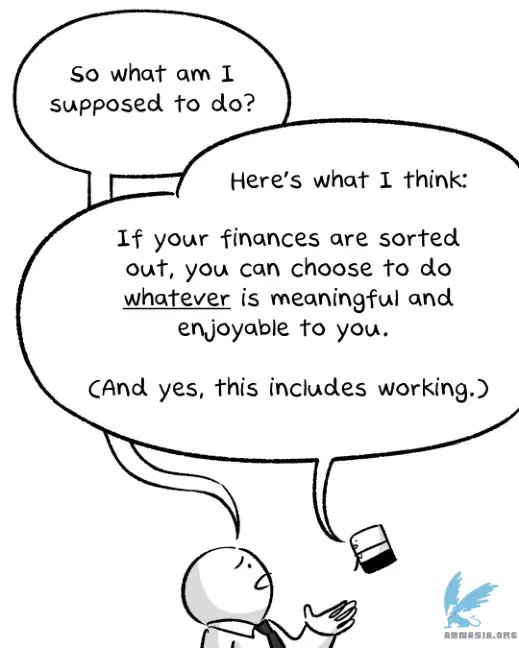 So what am I
supposed to do?
Here's what I think:
If your finances are sorted
out, you can choose to do
whatever is meaningful and
enjoyable to you.
(And yes, this includes working.)
ABNASIA.ORG